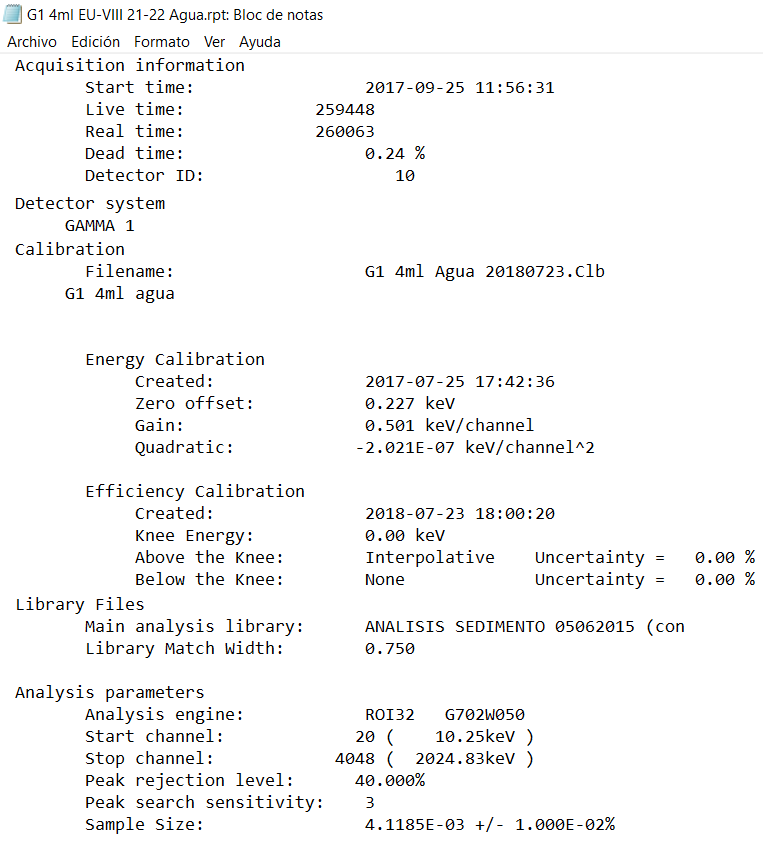 G1 4ml EU-VIII 21-22 Agua.rpt: Bloc de notas
Archivo Edición Formato Ver Ayuda
Acquisition information
Start time: 2017-09-25 11:56:31
Live time: 259448
Real time: 260063
Dead time: 0.24 %
Detector ID: 10
Detector system
GAMMA 1
Calibration
Filename: G1 4ml Agua 20180723.Clb
G1 4ml agua
Energy Calibration
Created: 2017-07-25 17:42:36
Zero offset: 0.227 keV
Gain: 0.501 keV/channel
Quadratic: -2.021E-07 keV/channel^2
Efficiency Calibration
Created: 2018-07-23 18:00:20
Knee Energy: 0.00 keV
Above the Knee: Interpolative Uncertainty = 0.00 %
Below the Knee: None Uncertainty = 0.00 %
Library Files
Main analysis library: ANALISIS SEDIMENTO 05062015 (con
Library Match Width: 0.750
Analysis parameters
Analysis engine: ROI32 G702W050
Start channel: 20 ( 10.25keV )
Stop channel: 4048 ( 2024.83keV )
Peak rejection level: 40.000%
Peak search sensitivity: 3
Sample Size: 4.1185E-03 +/- 1.000E-02%